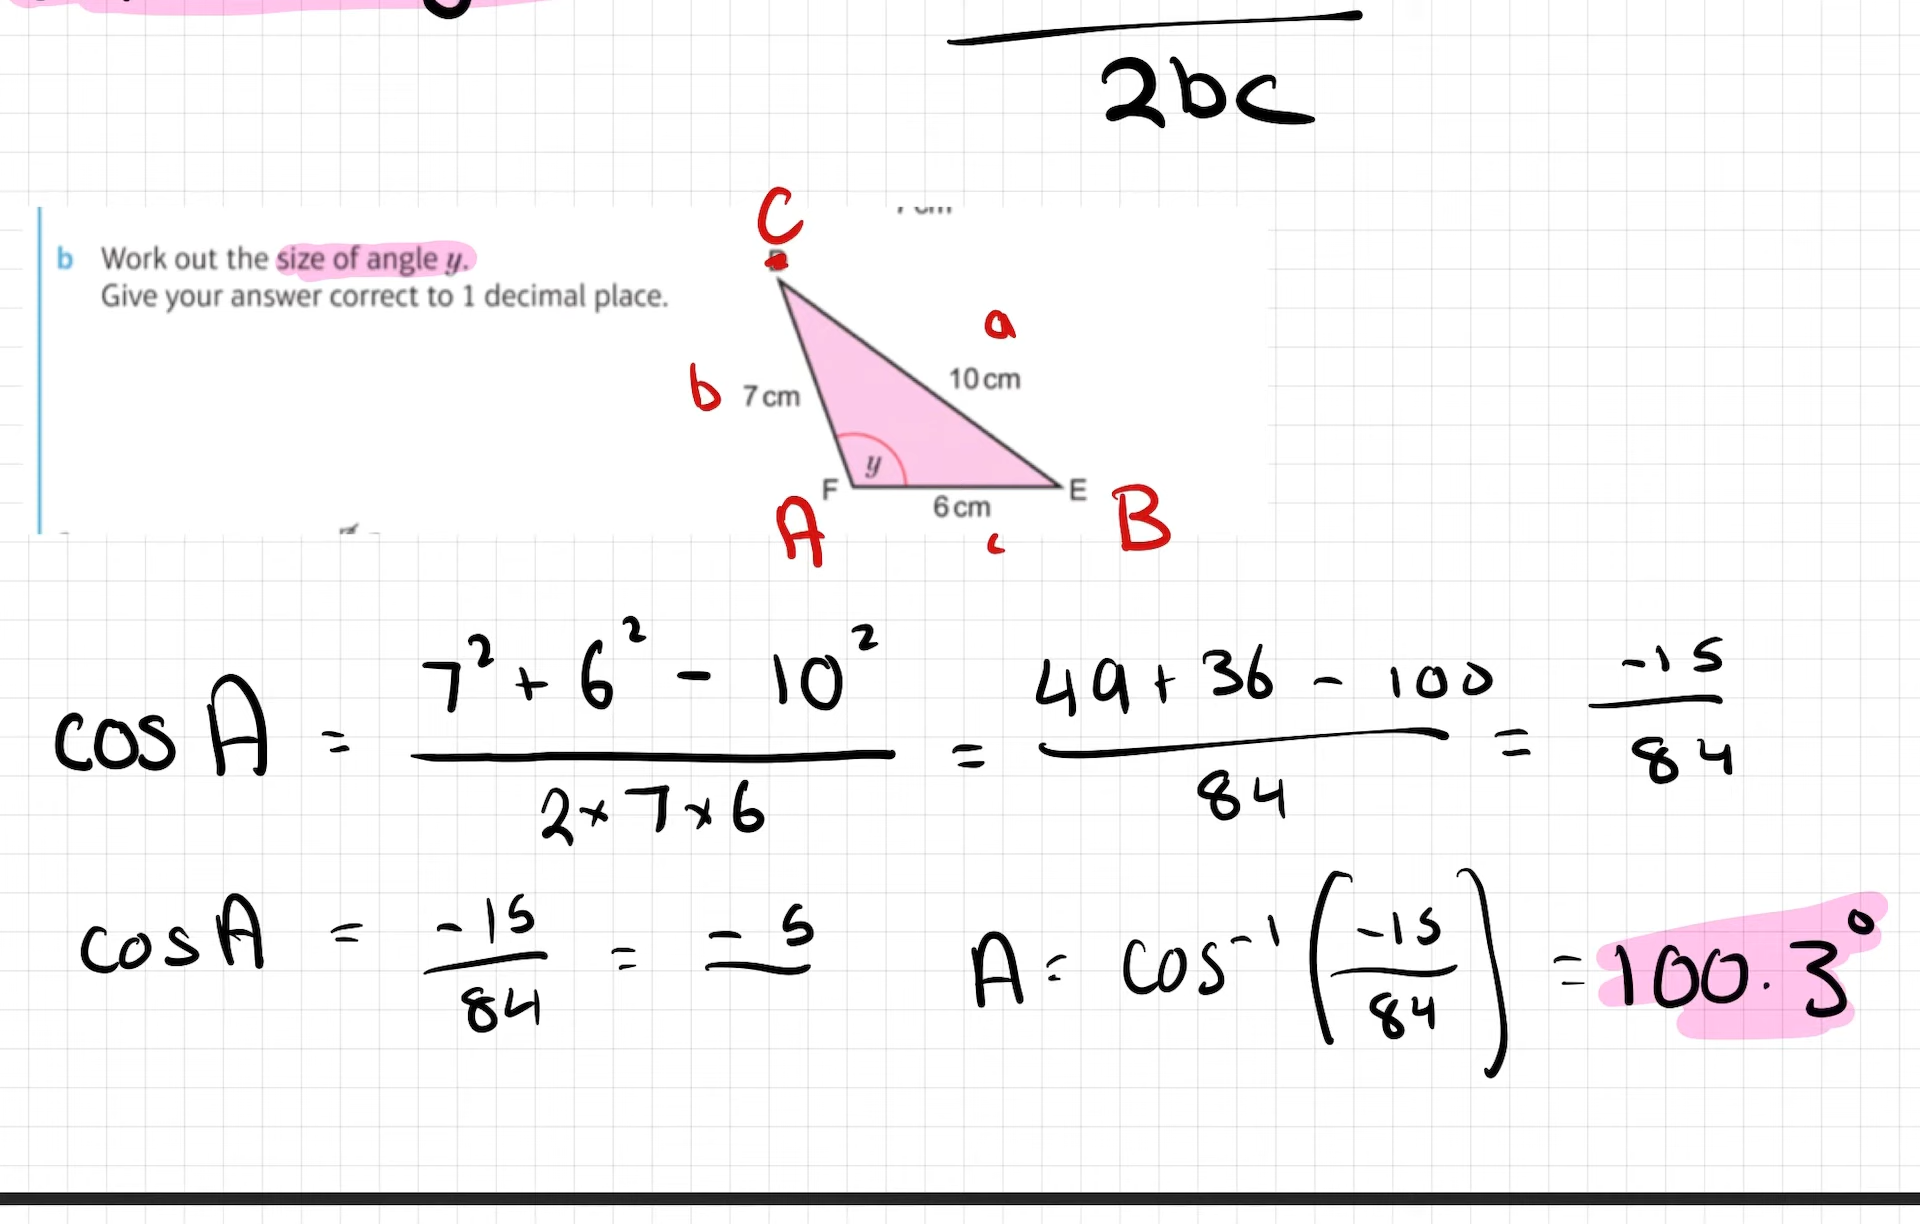 2bc
C
b Work out the size of angle y.
Give your answer correct to 1 decimal place.
a
b 7 cm 10 cm
y
F E
A 6 cm B
c
cos A = 7² + 6² - 10² / 2 × 7 × 6 = 49 + 36 - 100 / 84 = -15 / 84
cos A = -15 / 84 = - 5 A = cos⁻¹ ( -15 / 84 ) = 100.3°